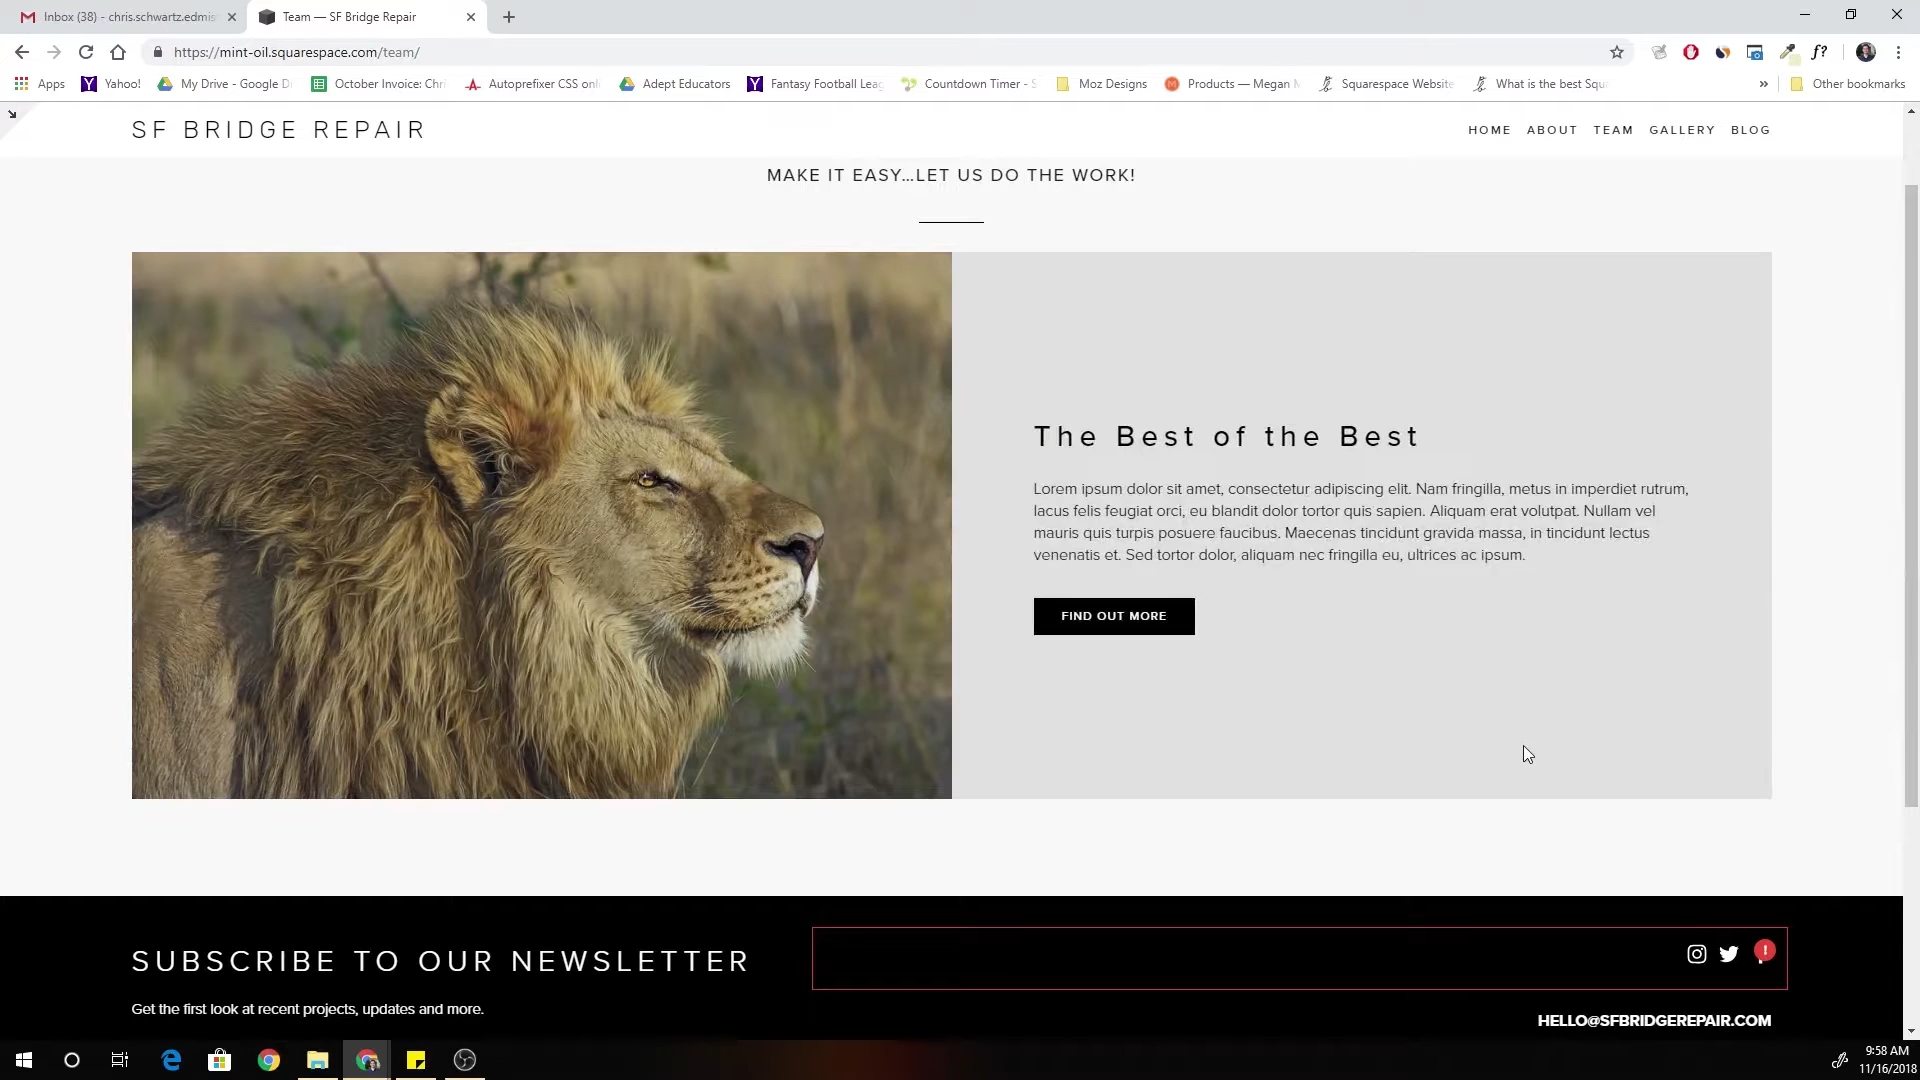 Inbox (38) - chris.schwartz.edmis
Team — SF Bridge Repair
https://mint-oil.squarespace.com/team/
f?
Apps
Yahoo!
My Drive - Google D
October Invoice: Chri
Autoprefixer CSS onl
Adept Educators
Fantasy Football Leag
Countdown Timer - S
Moz Designs
Products — Megan M
Squarespace Website
What is the best Squa
»
Other bookmarks
SF BRIDGE REPAIR
HOME ABOUT TEAM GALLERY BLOG
MAKE IT EASY...LET US DO THE WORK!
The Best of the Best
Lorem ipsum dolor sit amet, consectetur adipiscing elit. Nam fringilla, metus in imperdiet rutrum,
lacus felis feugiat orci, eu blandit dolor tortor quis sapien. Aliquam erat volutpat. Nullam vel
mauris quis turpis posuere faucibus. Maecenas tincidunt gravida massa, in tincidunt lectus
venenatis et. Sed tortor dolor, aliquam nec fringilla eu, ultrices ac ipsum.
FIND OUT MORE
SUBSCRIBE TO OUR NEWSLETTER
Get the first look at recent projects, updates and more.
HELLO@SFBRIDGEREPAIR.COM
9:58 AM
11/16/2018